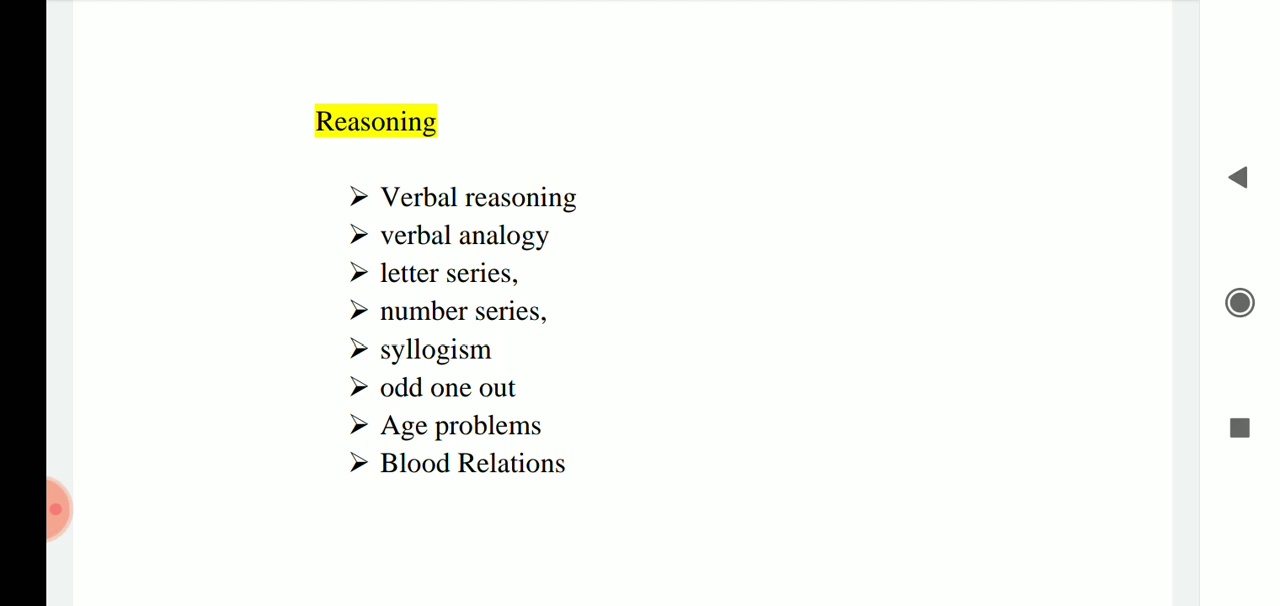 Reasoning
➢ Verbal reasoning
➢ verbal analogy
➢ letter series,
➢ number series,
➢ syllogism
➢ odd one out
➢ Age problems
➢ Blood Relations